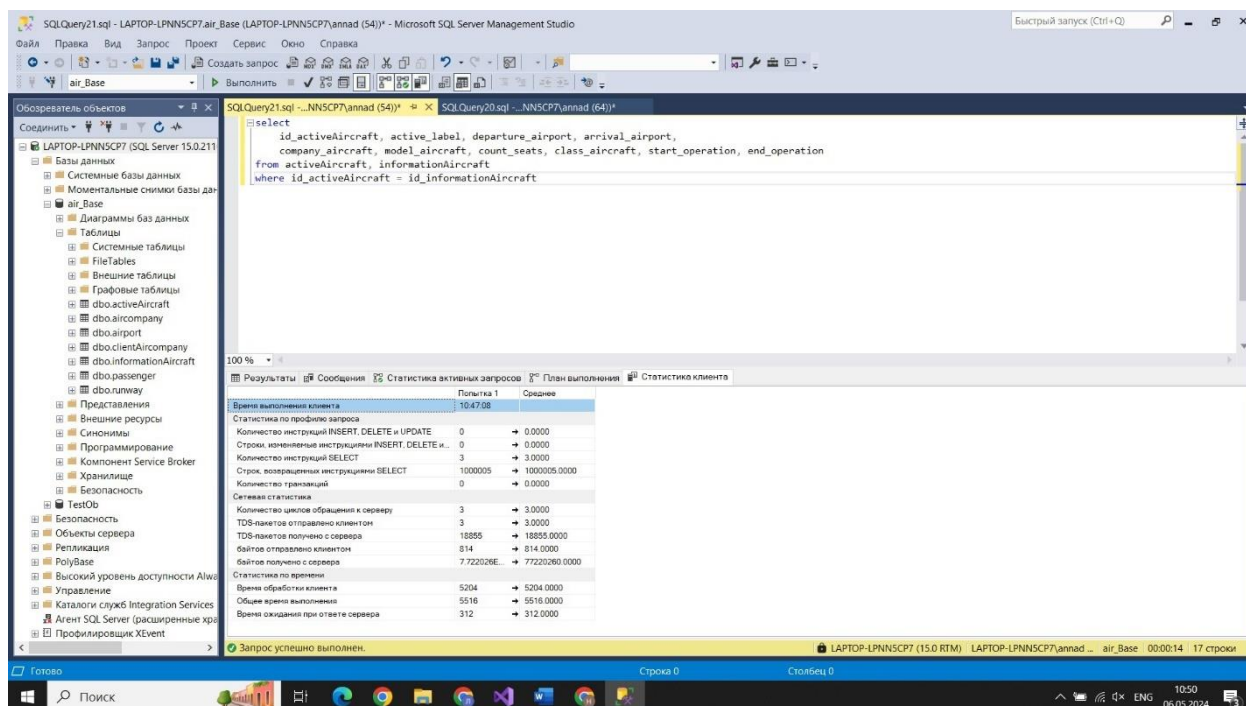 SQLQuery21.sql - LAPTOP-LPNN5CP7.air_Base (LAPTOP-LPNN5CP7\annad (54))* - Microsoft SQL Server Management Studio
Быстрый запуск (Ctrl+Q)
Файл Правка Вид Запрос Проект Сервис Окно Справка
Создать запрос
air_Base Выполнить
Обозреватель объектов
SQLQuery21.sql -...NN5CP7\annad (54))* SQLQuery20.sql -...NN5CP7\annad (64))*
Соединить
LAPTOP-LPNN5CP7 (SQL Server 15.0.211
Базы данных
Системные базы данных
Моментальные снимки базы дан
air_Base
Диаграммы баз данных
Таблицы
Системные таблицы
FileTables
Внешние таблицы
Графовые таблицы
dbo.activeAircraft
dbo.aircompany
dbo.airport
dbo.clientAircompany
dbo.informationAircraft
dbo.passenger
dbo.runway
Представления
Внешние ресурсы
Синонимы
Программирование
Компонент Service Broker
Хранилище
Безопасность
TestOb
Безопасность
Объекты сервера
Репликация
PolyBase
Высокий уровень доступности Alwa
Управление
Каталоги служб Integration Services
Агент SQL Server (расширенные хра
Профилировщик XEvent
select
id_activeAircraft, active_label, departure_airport, arrival_airport,
company_aircraft, model_aircraft, count_seats, class_aircraft, start_operation, end_operation
from activeAircraft, informationAircraft
where id_activeAircraft = id_informationAircraft
100 %
Результаты Сообщения Статистика активных запросов План выполнения Статистика клиента
Попытка 1 Среднее
Время выполнения клиента 10:47:08
Статистика по профилю запроса
Количество инструкций INSERT, DELETE и UPDATE 0 → 0.0000
Строки, изменяемые инструкциями INSERT, DELETE и... 0 → 0.0000
Количество инструкций SELECT 3 → 3.0000
Строк, возвращенных инструкциями SELECT 1000005 → 1000005.0000
Количество транзакций 0 → 0.0000
Сетевая статистика
Количество циклов обращения к серверу 3 → 3.0000
TDS-пакетов отправлено клиентом 3 → 3.0000
TDS-пакетов получено с сервера 18855 → 18855.0000
байтов отправлено клиентом 814 → 814.0000
байтов получено с сервера 7.722026E... → 77220260.0000
Статистика по времени
Время обработки клиента 5204 → 5204.0000
Общее время выполнения 5516 → 5516.0000
Время ожидания при ответе сервера 312 → 312.0000
Запрос успешно выполнен.
LAPTOP-LPNN5CP7 (15.0 RTM) LAPTOP-LPNN5CP7\annad ... air_Base 00:00:14 17 строки
Готово Строка 0 Столбец 0
Поиск
ENG 10:50
06.05.2024